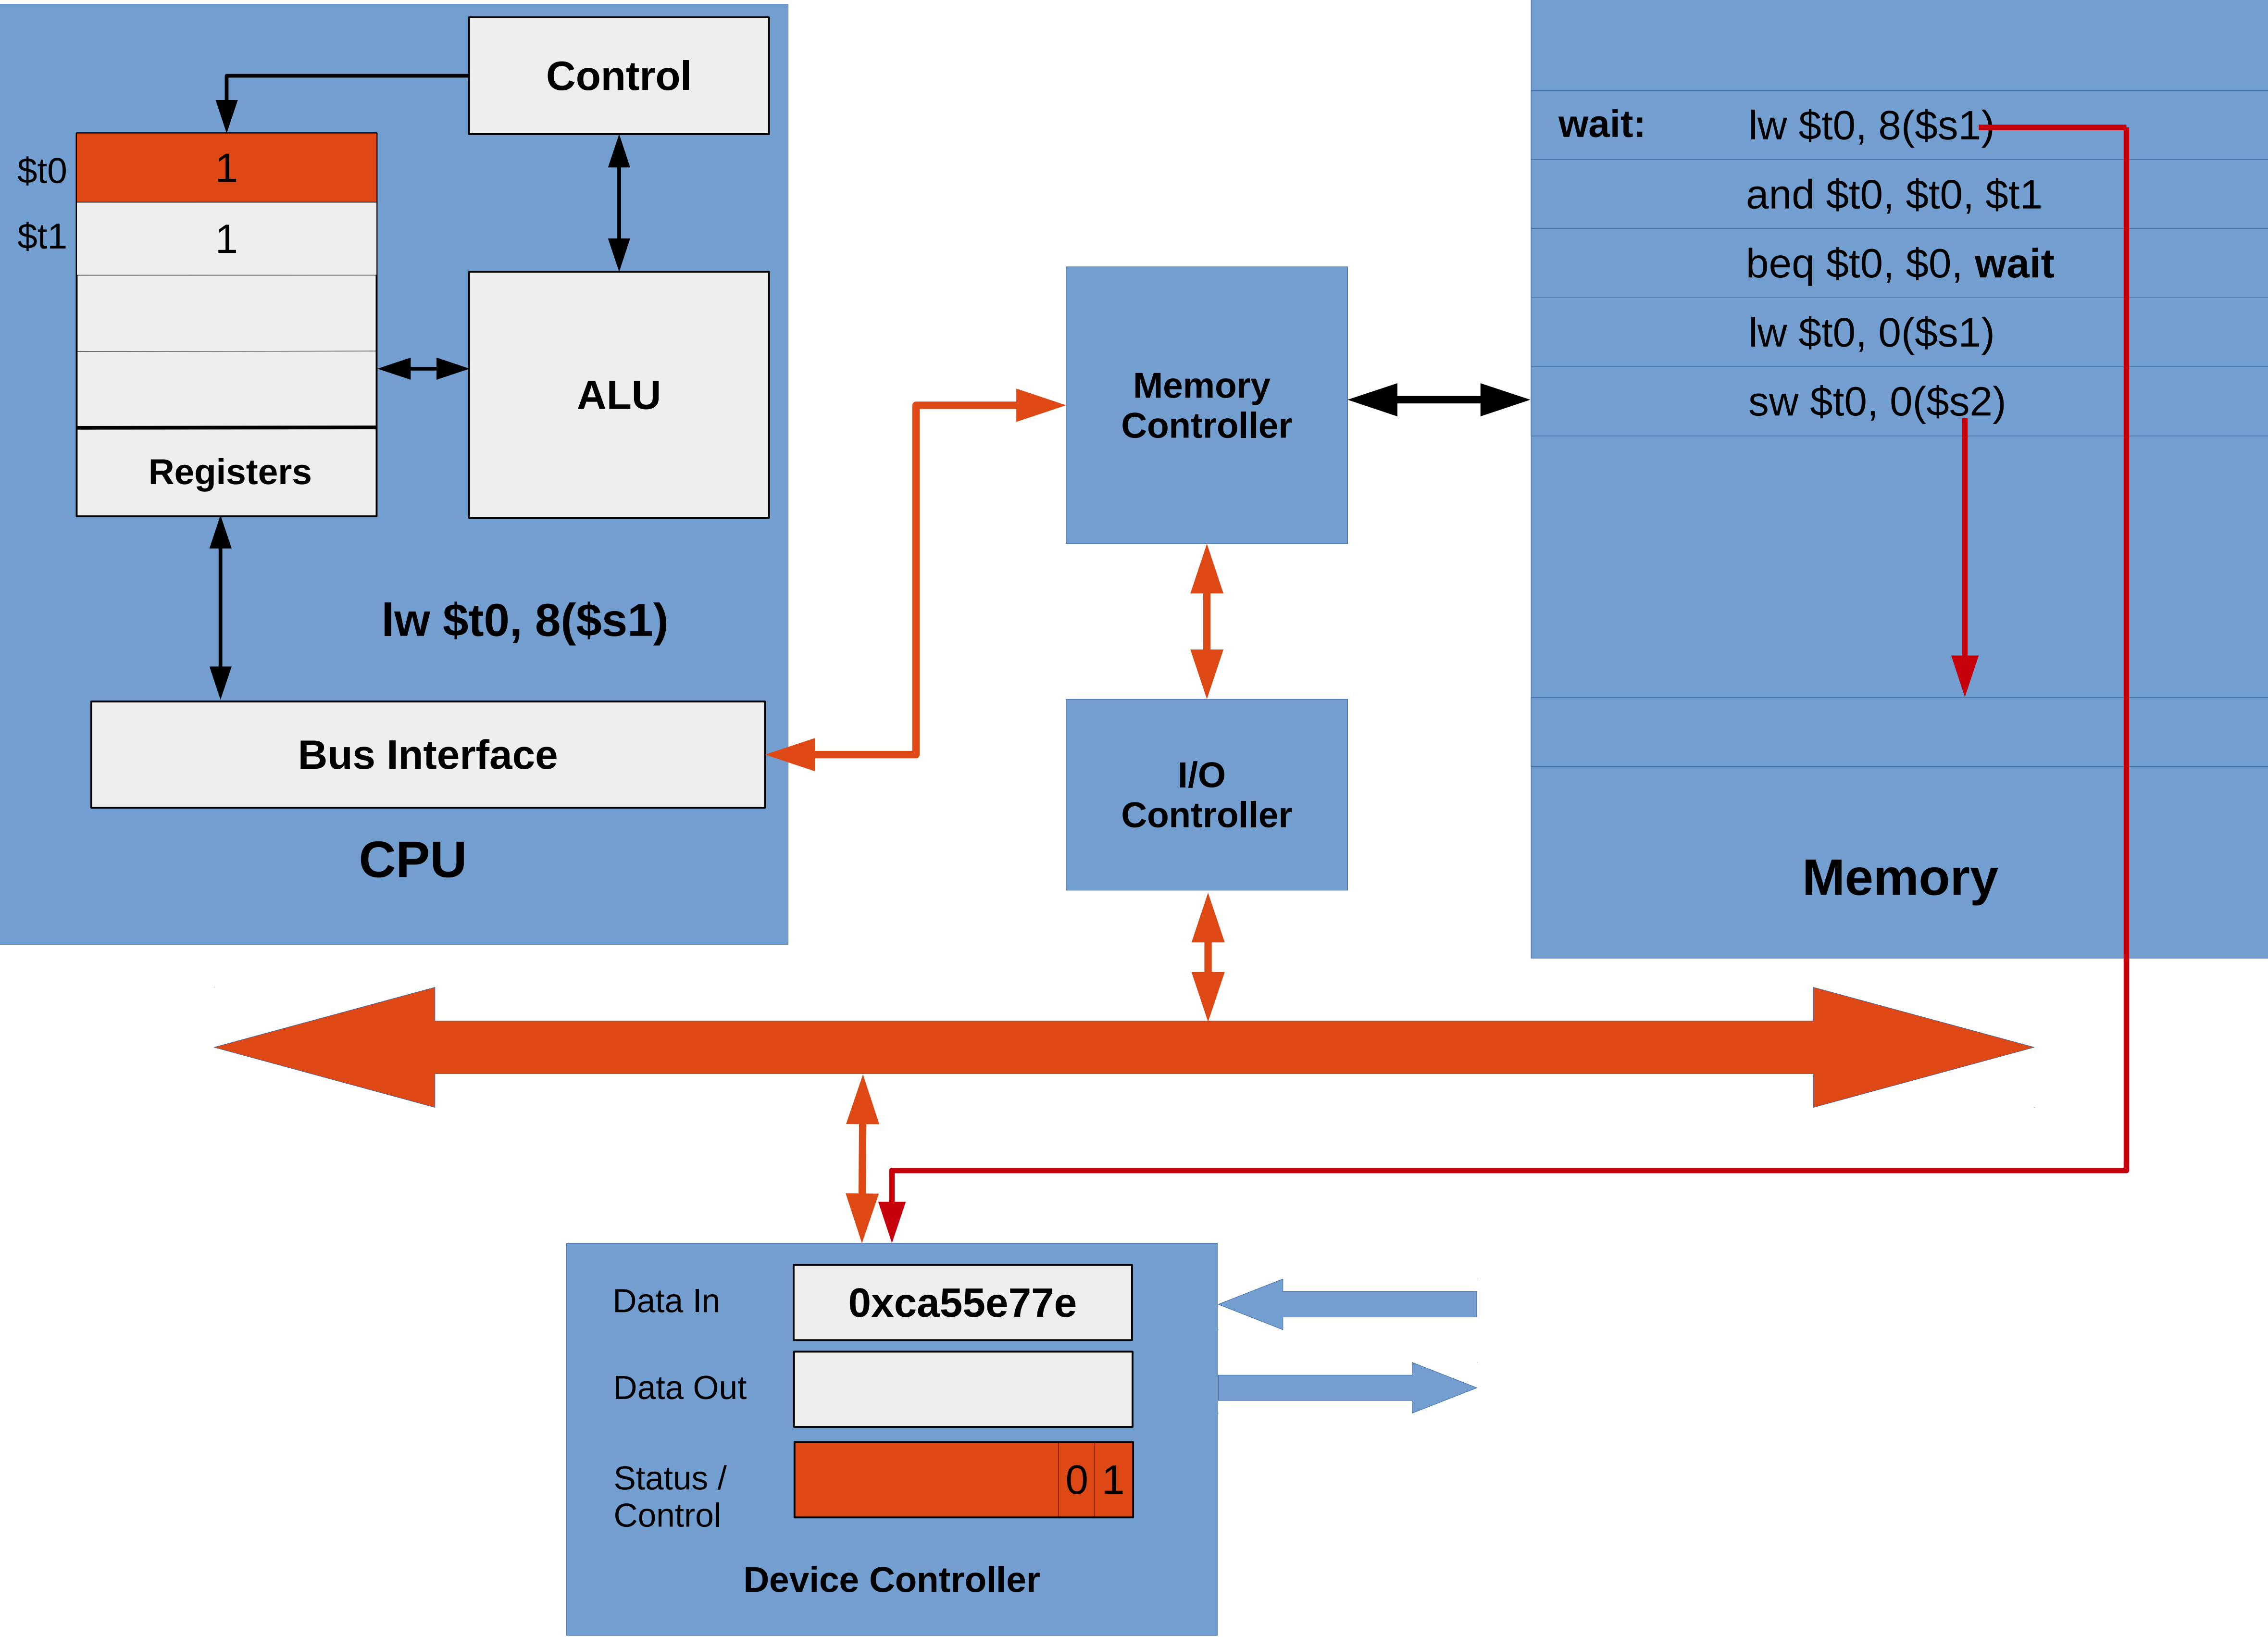 Control
$t0
1
$t1
1
ALU
Registers
lw $t0, 8($s1)
Bus Interface
CPU
Memory
Controller
I/O
Controller
wait: lw $t0, 8($s1)
and $t0, $t0, $t1
beq $t0, $0, wait
lw $t0, 0($s1)
sw $t0, 0($s2)
Memory
Data In
0xca55e77e
Data Out
Status /
Control
0 1
Device Controller